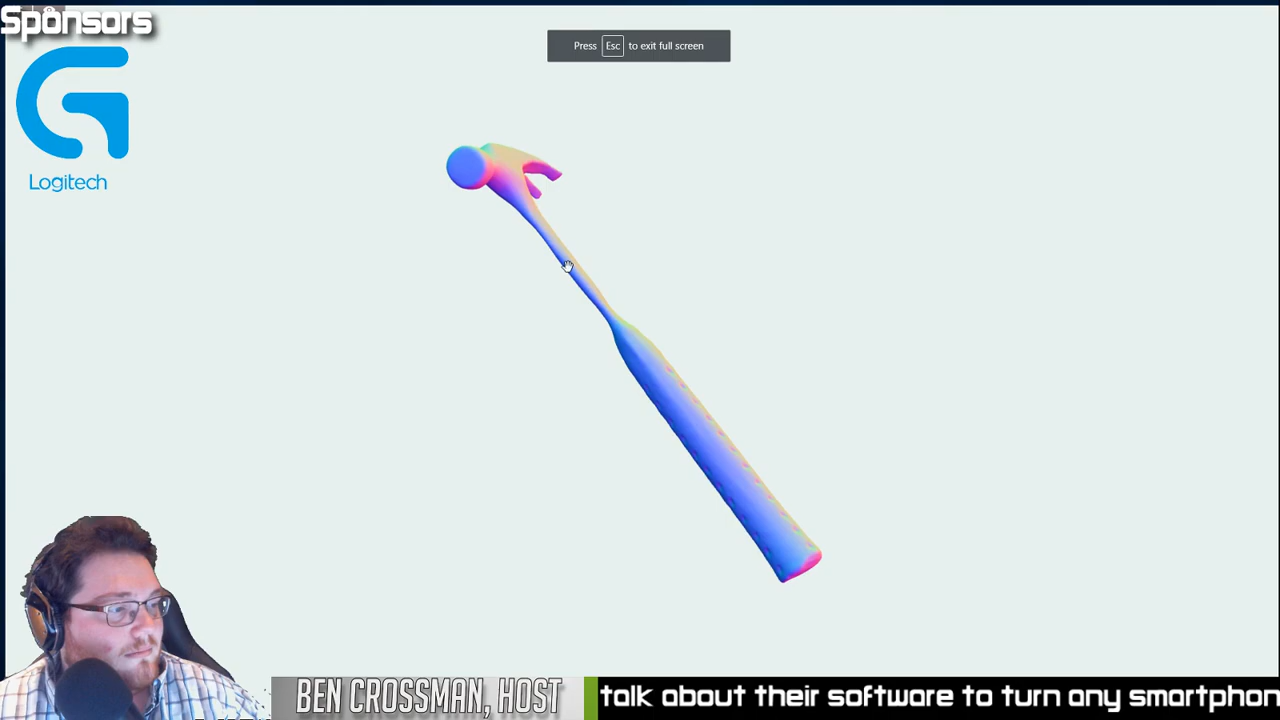 Sponsors
Press Esc to exit full screen
Logitech
BEN CROSSMAN, HOST
talk about their software to turn any smartphon